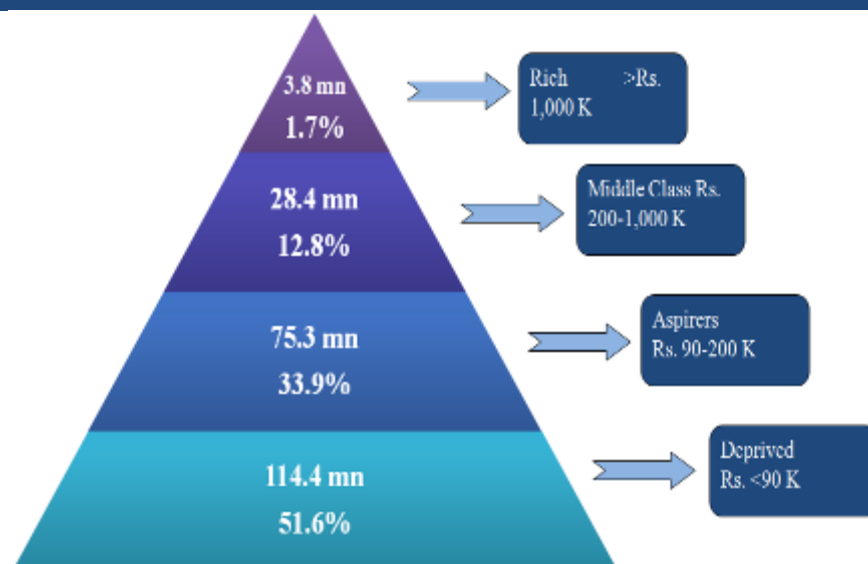 3.8 mn
1.7%
Rich >Rs.
1,000 K
28.4 mn
12.8%
Middle Class Rs.
200-1,000 K
75.3 mn
33.9%
Aspirers
Rs. 90-200 K
114.4 mn
51.6%
Deprived
Rs. <90 K